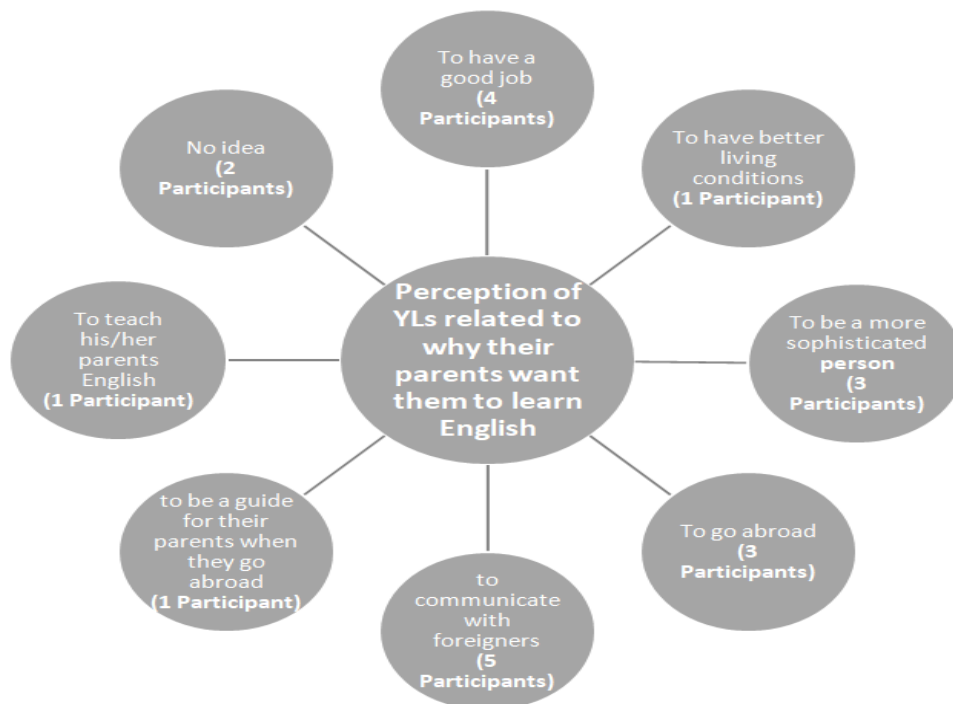 To have a
good job
(4
Participants)
To have better
living
conditions
(1 Participant)
To be a more
sophisticated
person
(3
Participants)
To go abroad
(3
Participants)
to
communicate
with
foreigners
(5
Participants)
to be a guide
for their
parents when
they go
abroad
(1 Participant)
To teach
his/her
parents
English
(1 Participant)
No idea
(2
Participants)
Perception of
YLs related to
why their
parents want
them to learn
English